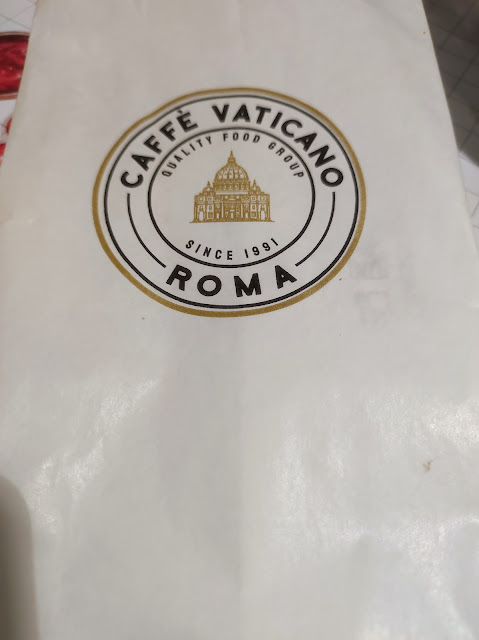 CAFFÈ VATICANO
QUALITY FOOD GROUP
SINCE 1991
ROMA